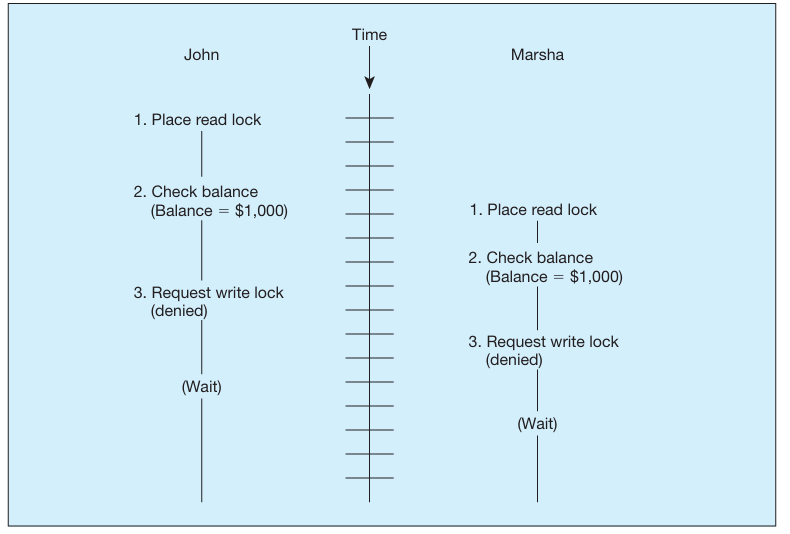 Time
John
Marsha
1. Place read lock
2. Check balance
(Balance = $1,000)
3. Request write lock
(denied)
(Wait)
1. Place read lock
2. Check balance
(Balance = $1,000)
3. Request write lock
(denied)
(Wait)